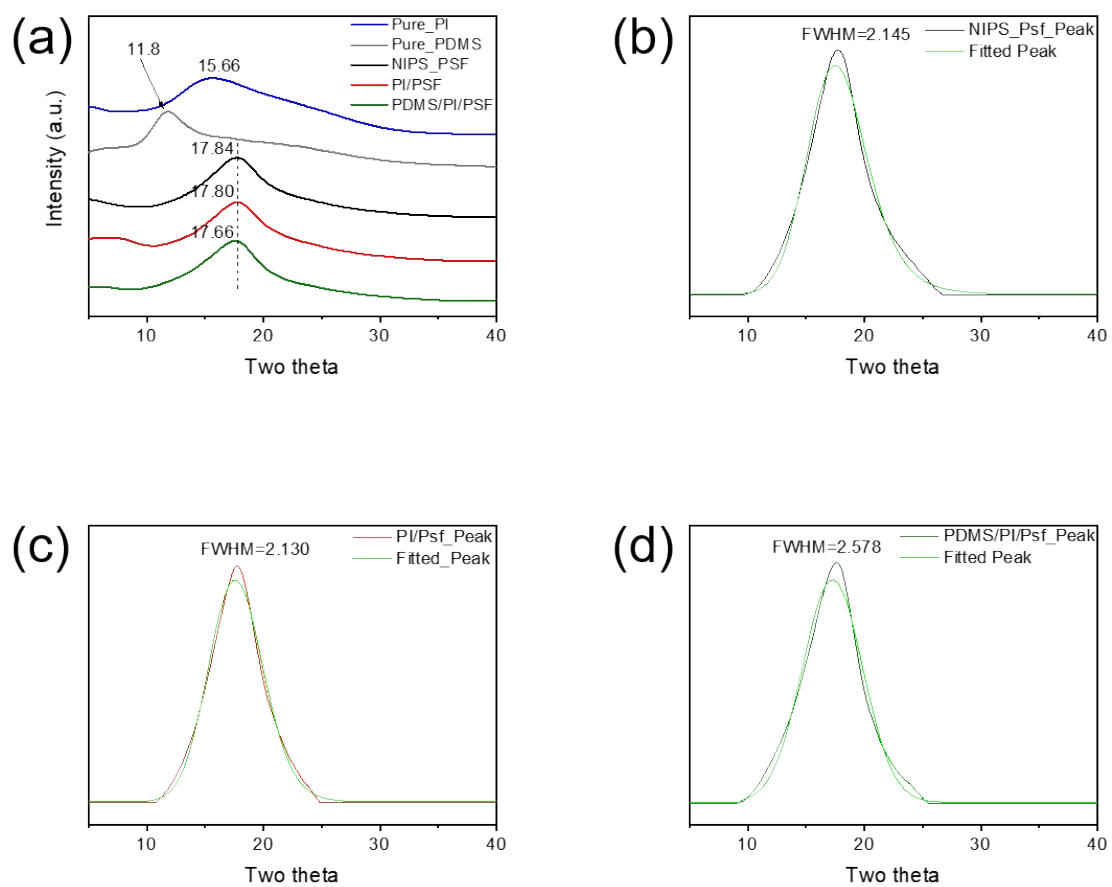 (a)
Pure_PI
Pure_PDMS
NIPS_PSF
PI/PSF
PDMS/PI/PSF
11.8
15.66
17.84
17.80
17.66
Intensity (a.u.)
10 20 30 40
Two theta
(b)
FWHM=2.145
NIPS_Psf_Peak
Fitted Peak
10 20 30 40
Two theta
(c)
FWHM=2.130
PI/Psf_Peak
Fitted_Peak
10 20 30 40
Two theta
(d)
FWHM=2.578
PDMS/PI/Psf_Peak
Fitted Peak
10 20 30 40
Two theta